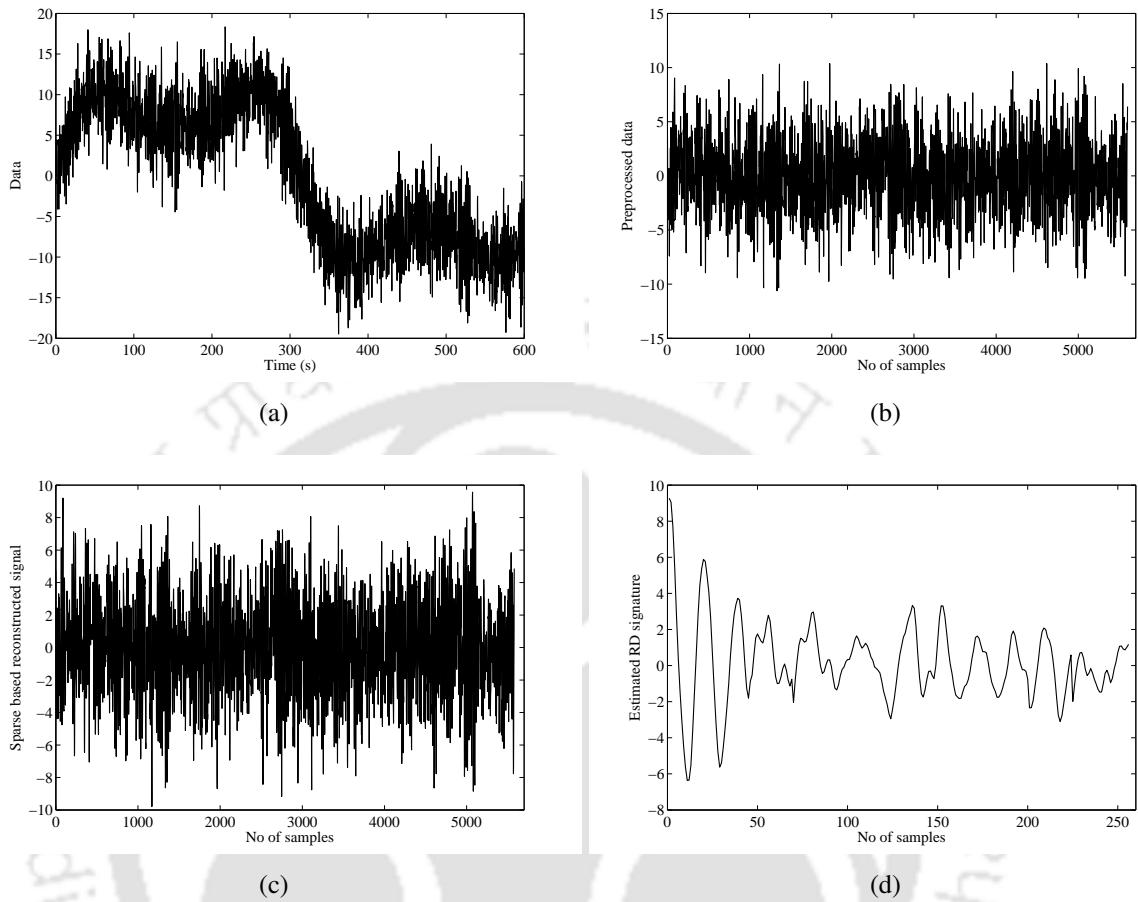 20
15
10
5
0
−5
−10
−15
−20
Data
0 100 200 300 400 500 600
Time (s)
(a)
15
10
5
0
−5
−10
−15
Preprocessed data
0 1000 2000 3000 4000 5000
No of samples
(b)
10
8
6
4
2
0
−2
−4
−6
−8
−10
Sparse based reconstructed signal
0 1000 2000 3000 4000 5000
No of samples
(c)
10
8
6
4
2
0
−2
−4
−6
−8
Estimated RD signature
0 50 100 150 200 250
No of samples
(d)